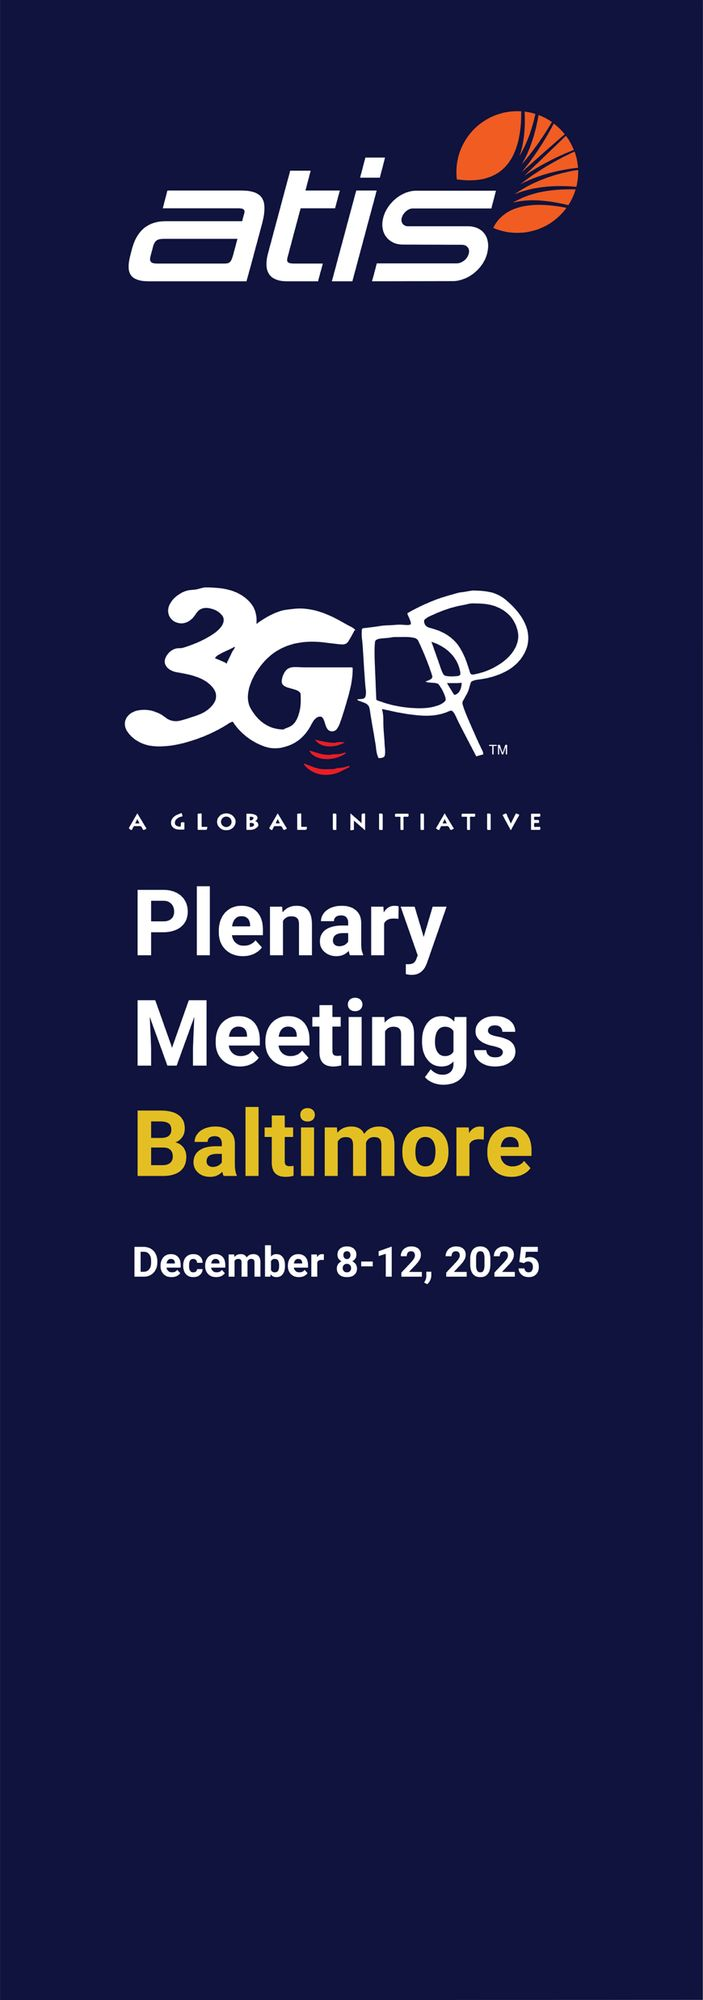 atis
3GPP
TM
A GLOBAL INITIATIVE
Plenary
Meetings
Baltimore
December 8-12, 2025